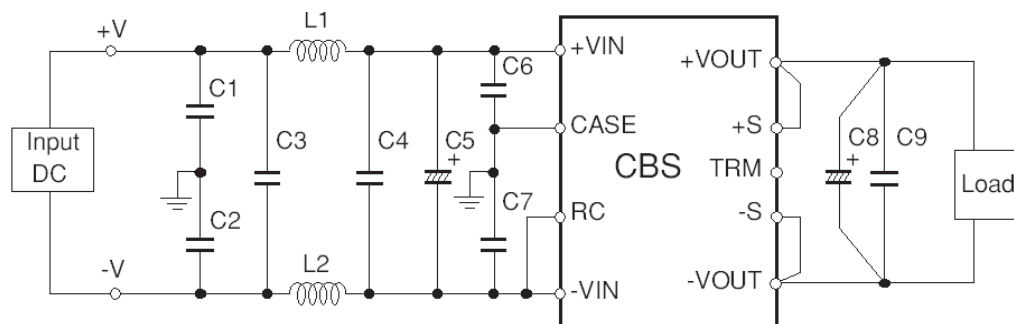 +V
L1
+VIN
+VOUT
C1
C6
Input
DC
C3
C4
C5
+
CASE
CBS
+S
C8
+
C9
TRM
Load
C2
C7
RC
-S
-V
L2
-VIN
-VOUT